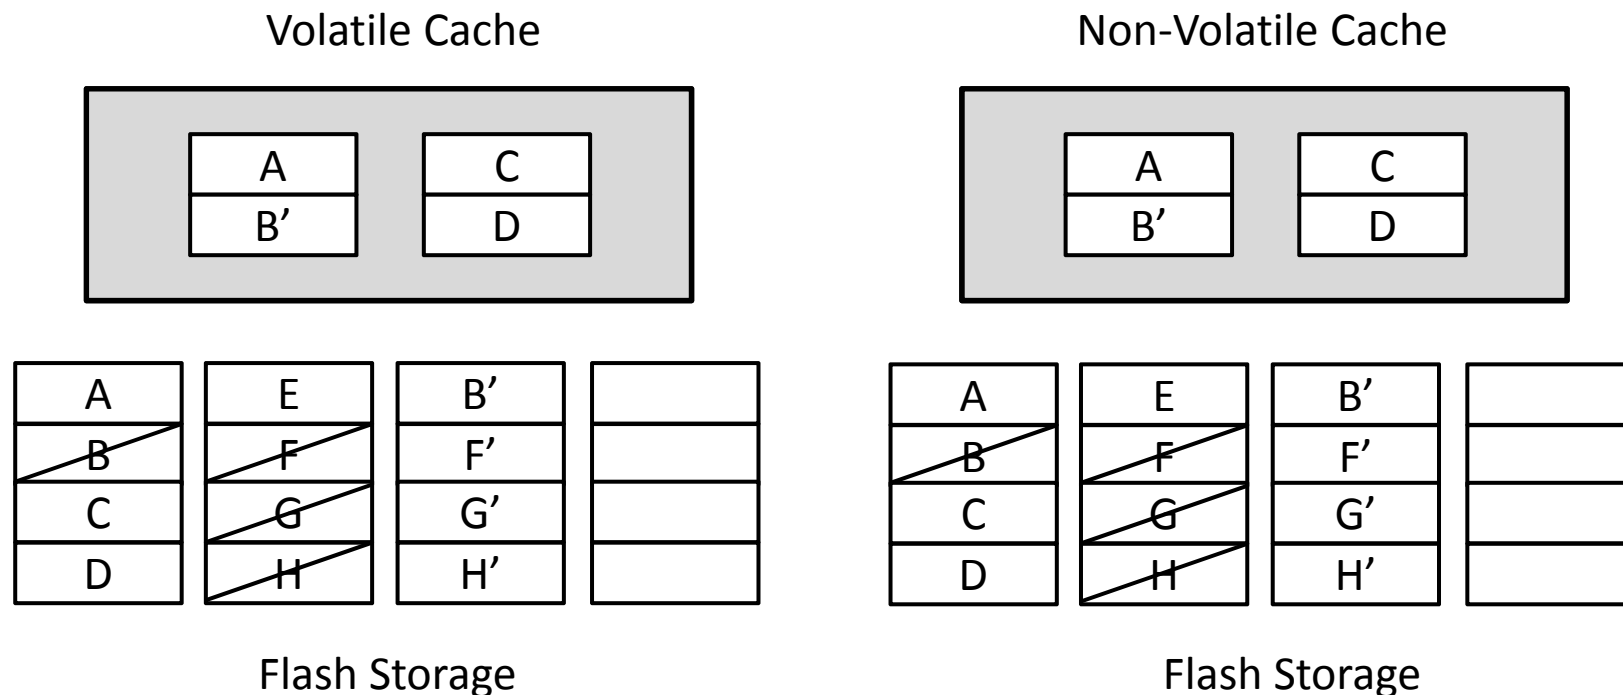 Volatile Cache
Non-Volatile Cache
A
C
B’
D
A
C
B’
D
A
E
B’
B
F
F’
C
G
G’
D
H
H’
A
E
B’
B
F
F’
C
G
G’
D
H
H’
Flash Storage
Flash Storage